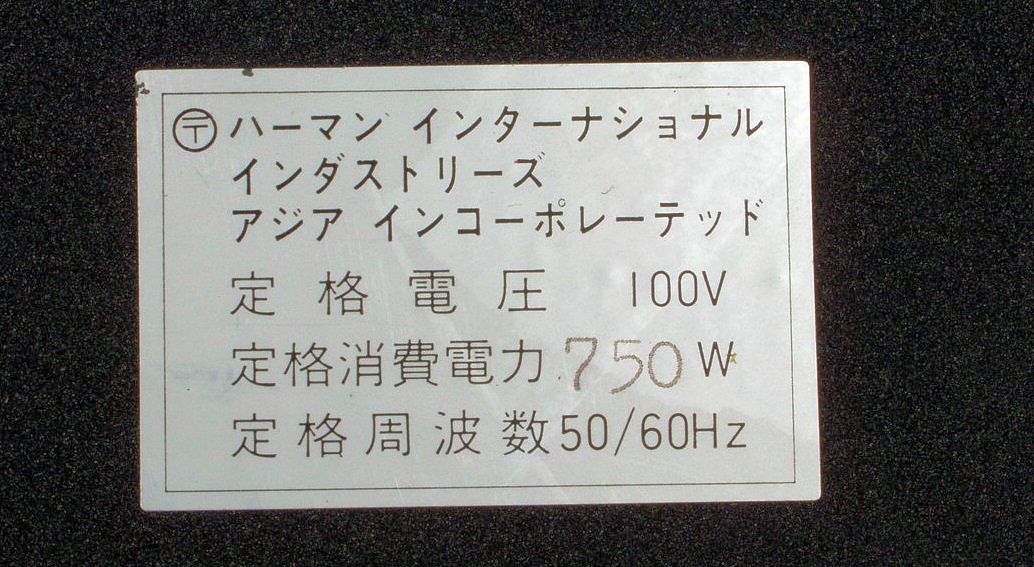 〶ハーマン インターナショナル
インダストリーズ
アジア インコーポレーテッド
定格電圧 100V
定格消費電力 750 W
定格周波数 50/60Hz